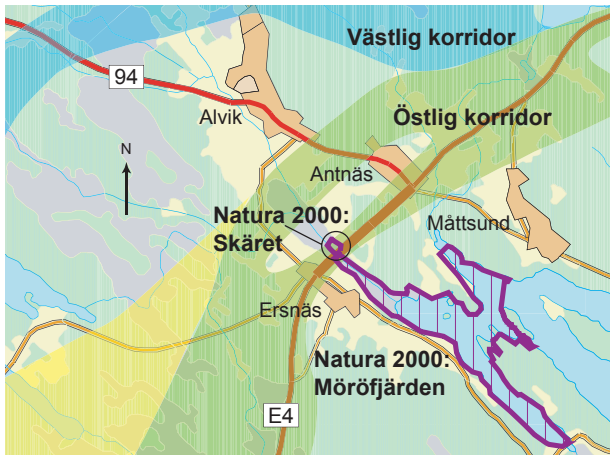 Västlig korridor
94
Alvik
Östlig korridor
Antnäs
N
Natura 2000:
Skäret
Måttsund
Ersnäs
Natura 2000:
Möröfjärden
E4